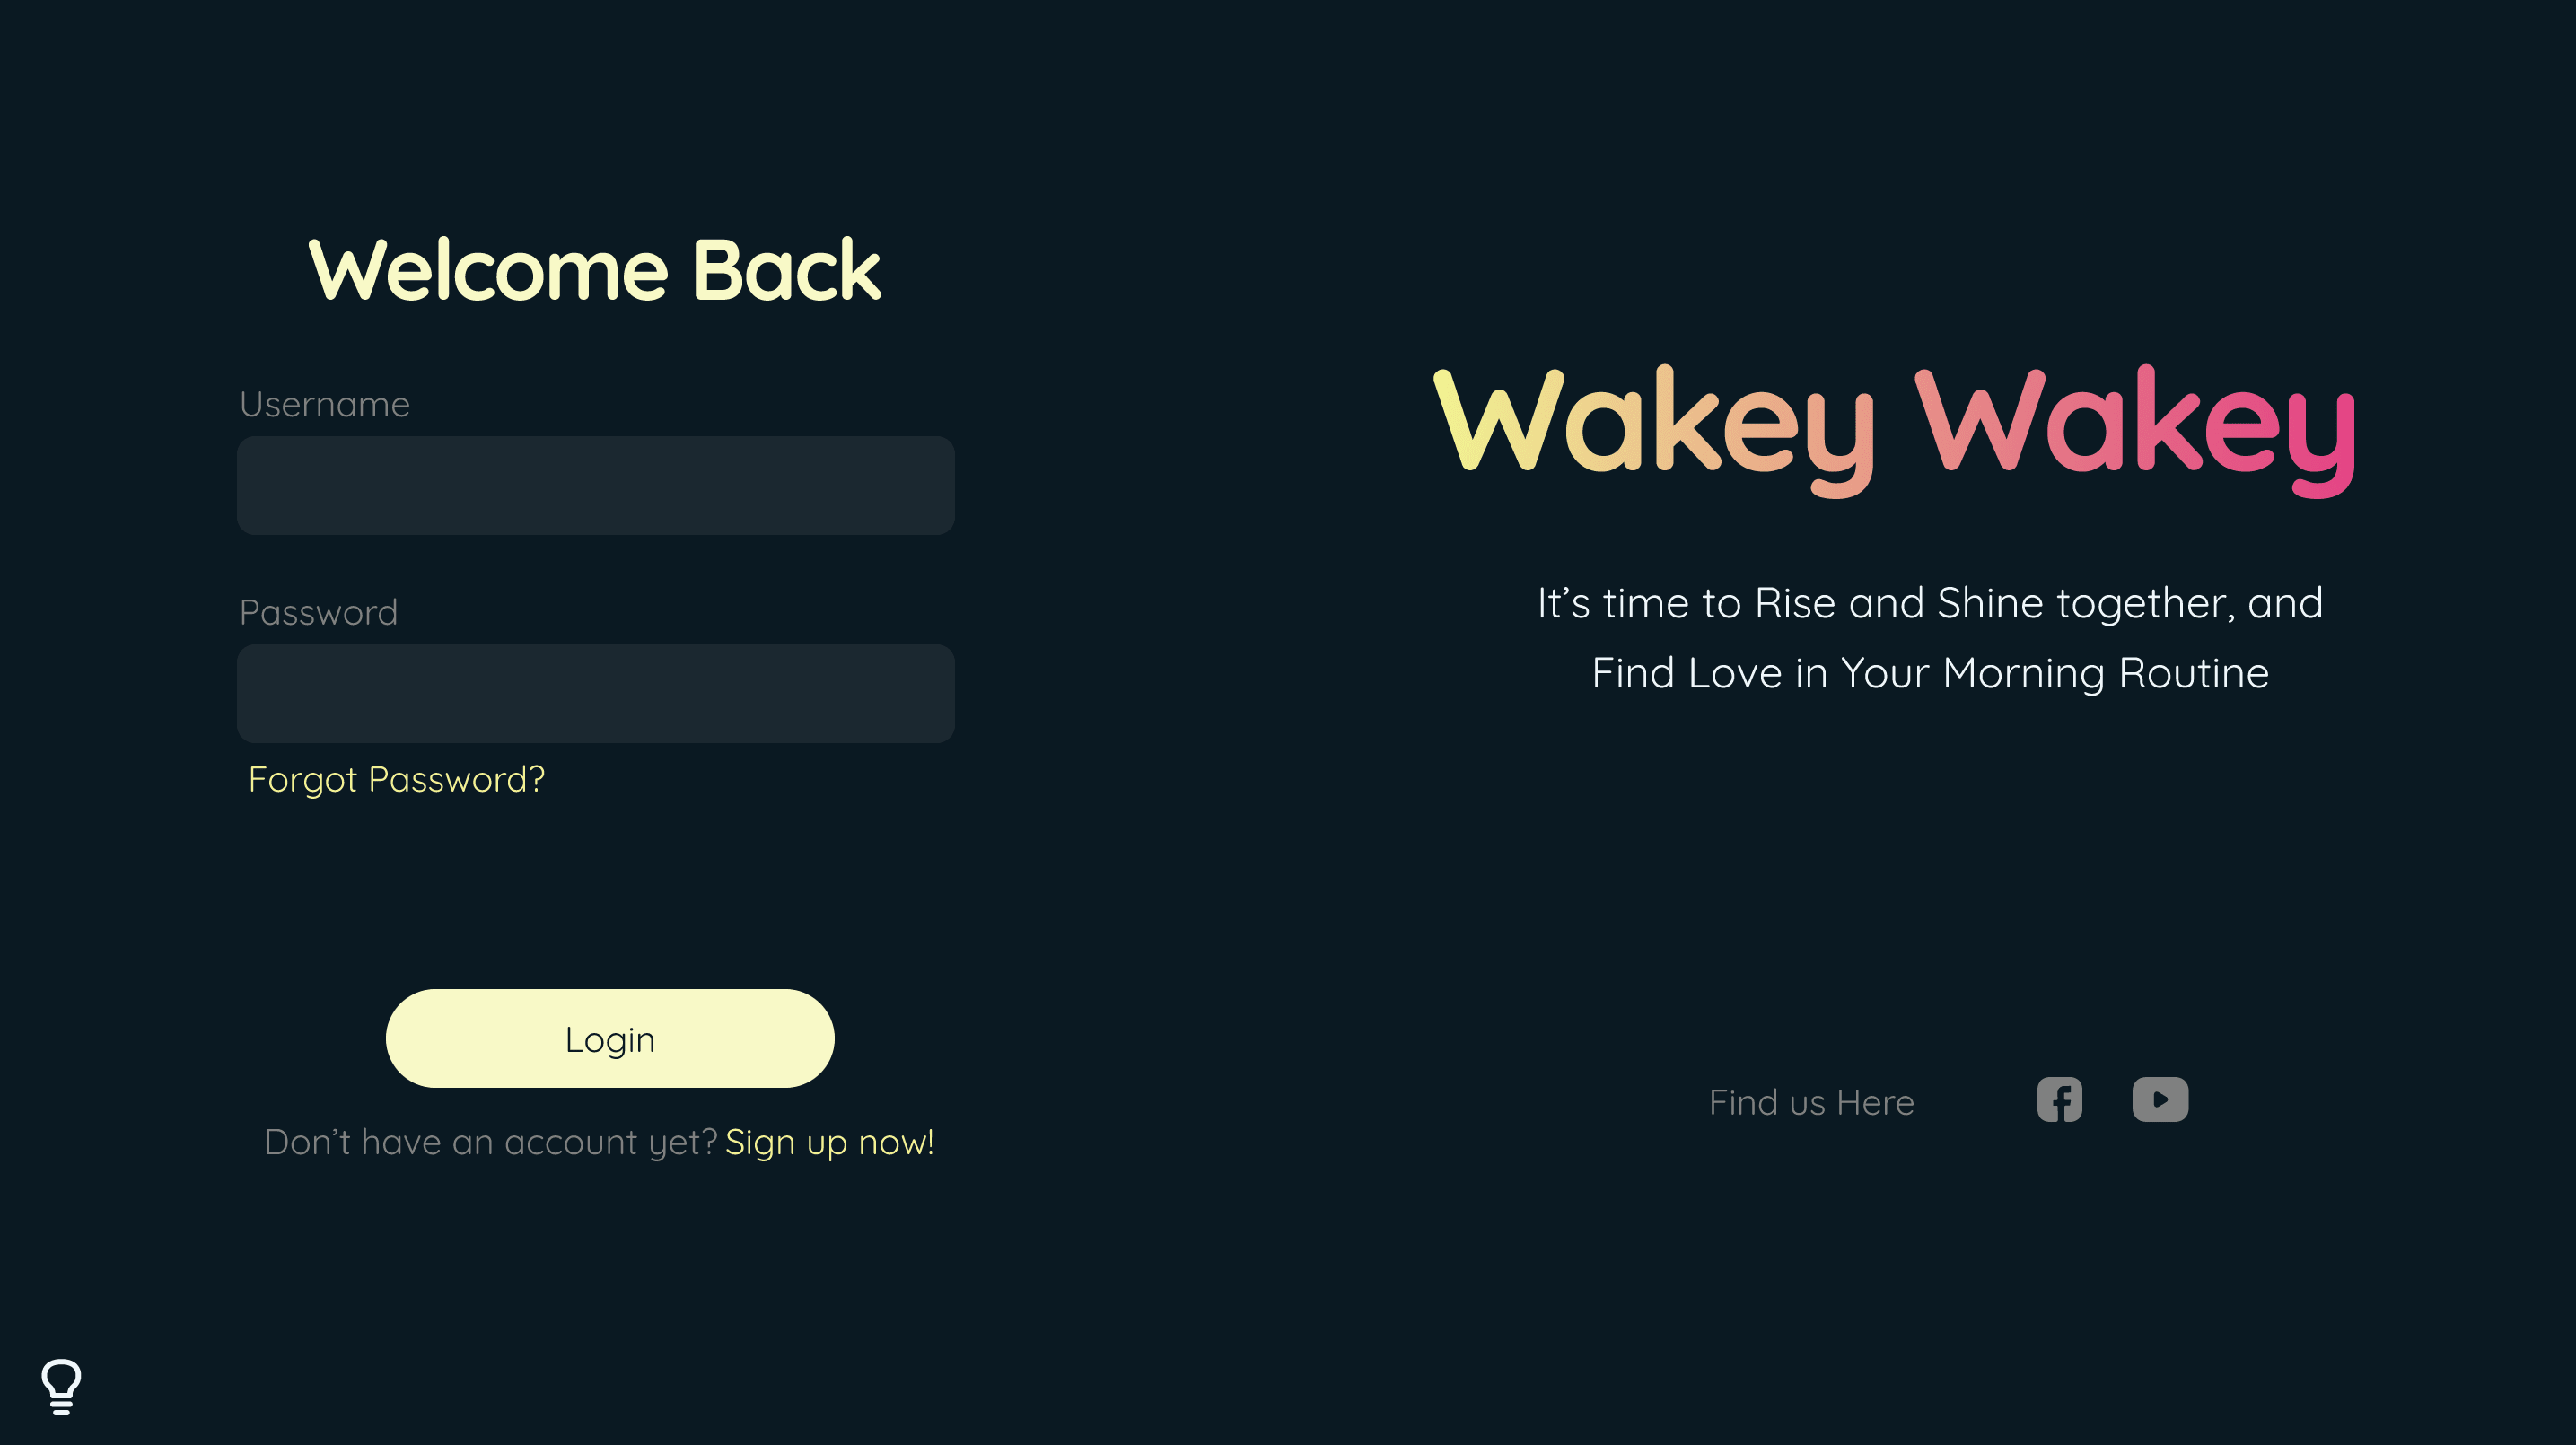 Welcome Back
Username
Password
Forgot Password?
Login
Don’t have an account yet? Sign up now!
Wakey Wakey
It’s time to Rise and Shine together, and
Find Love in Your Morning Routine
Find us Here